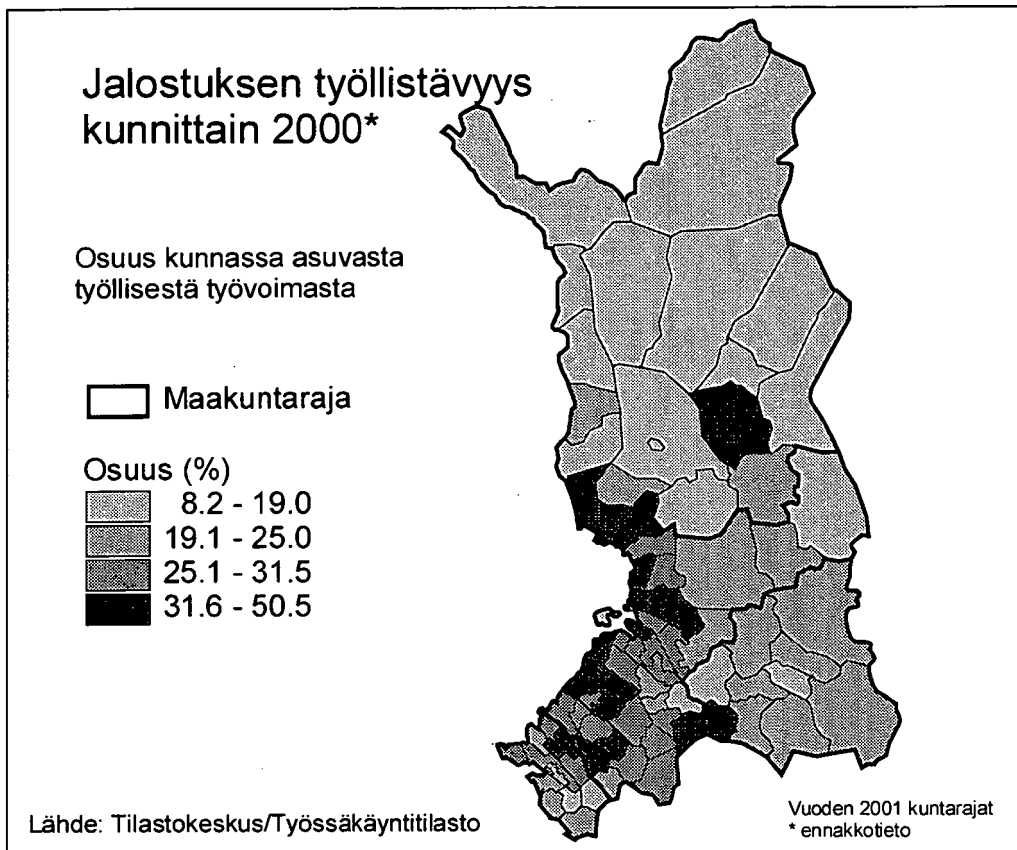 Jalostuksen työllistävyys
kunnittain 2000*
Osuus kunnassa asuvasta
työllisestä työvoimasta
Maakuntaraja
Osuus (%)
8.2 - 19.0
19.1 - 25.0
25.1 - 31.5
31.6 - 50.5
Lähde: Tilastokeskus/Työssäkäyntitilasto
Vuoden 2001 kuntarajat
* ennakkotieto